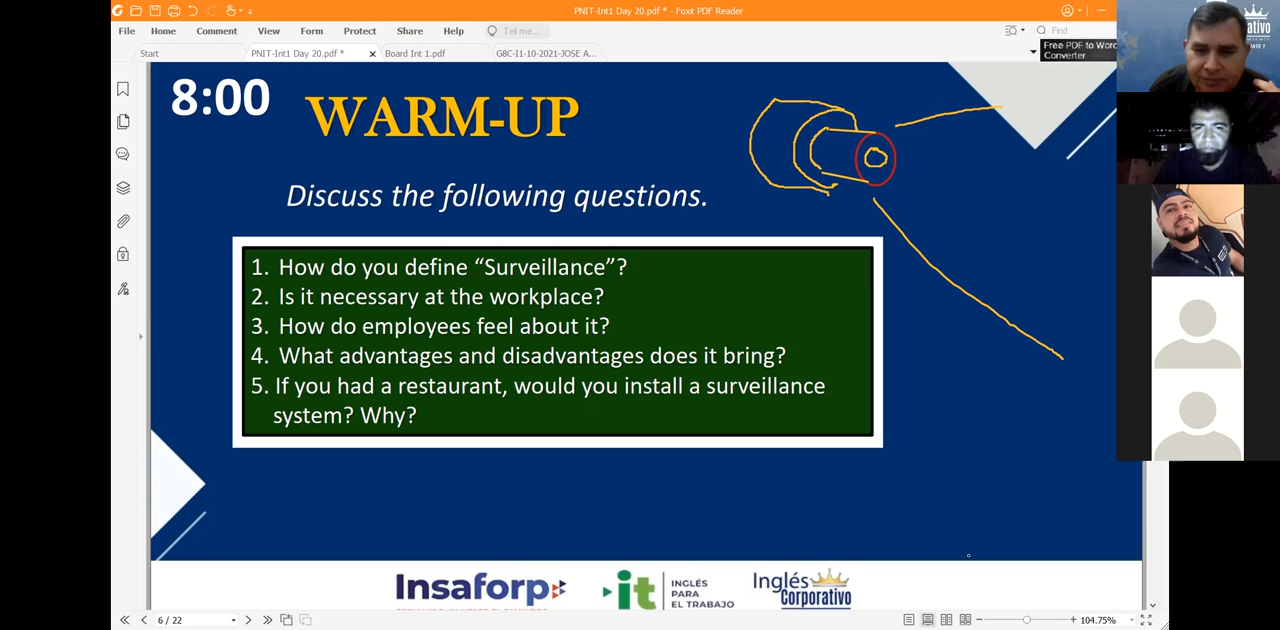 PNIT-Int1 Day 20.pdf * - Foxit PDF Reader
File Home Comment View Form Protect Share Help Tell me... Find
Start PNIT-Int1 Day 20.pdf * Board Int 1.pdf G8C-I1-10-2021-JOSE A...
Free PDF to Word
Converter
8:00
WARM-UP
Discuss the following questions.
1. How do you define “Surveillance”?
2. Is it necessary at the workplace?
3. How do employees feel about it?
4. What advantages and disadvantages does it bring?
5. If you had a restaurant, would you install a surveillance
system? Why?
Insaforp
it INGLÉS
PARA
EL TRABAJO
Inglés
Corporativo
6 / 22
104.75%